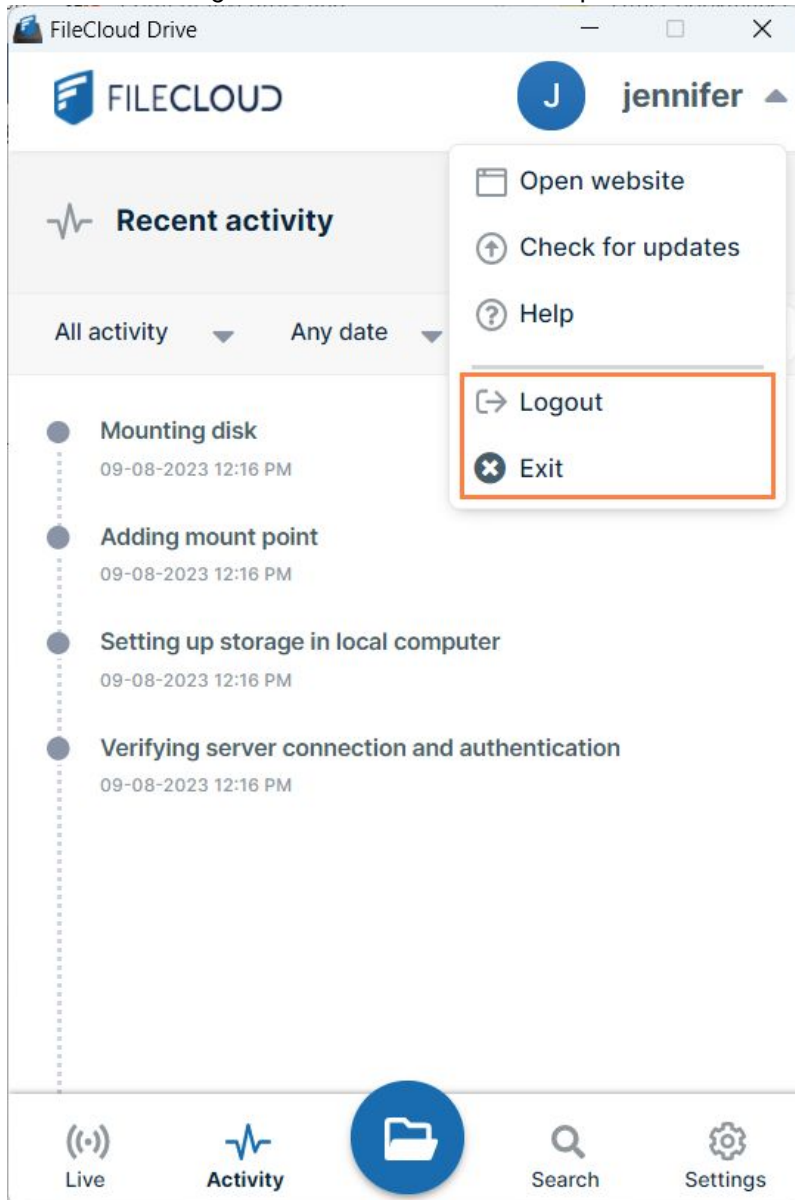 FileCloud Drive
FILECLOUD
J jennifer
Open website
Check for updates
Help
Logout
Exit
Recent activity
All activity Any date
Mounting disk
09-08-2023 12:16 PM
Adding mount point
09-08-2023 12:16 PM
Setting up storage in local computer
09-08-2023 12:16 PM
Verifying server connection and authentication
09-08-2023 12:16 PM
Live Activity Search Settings